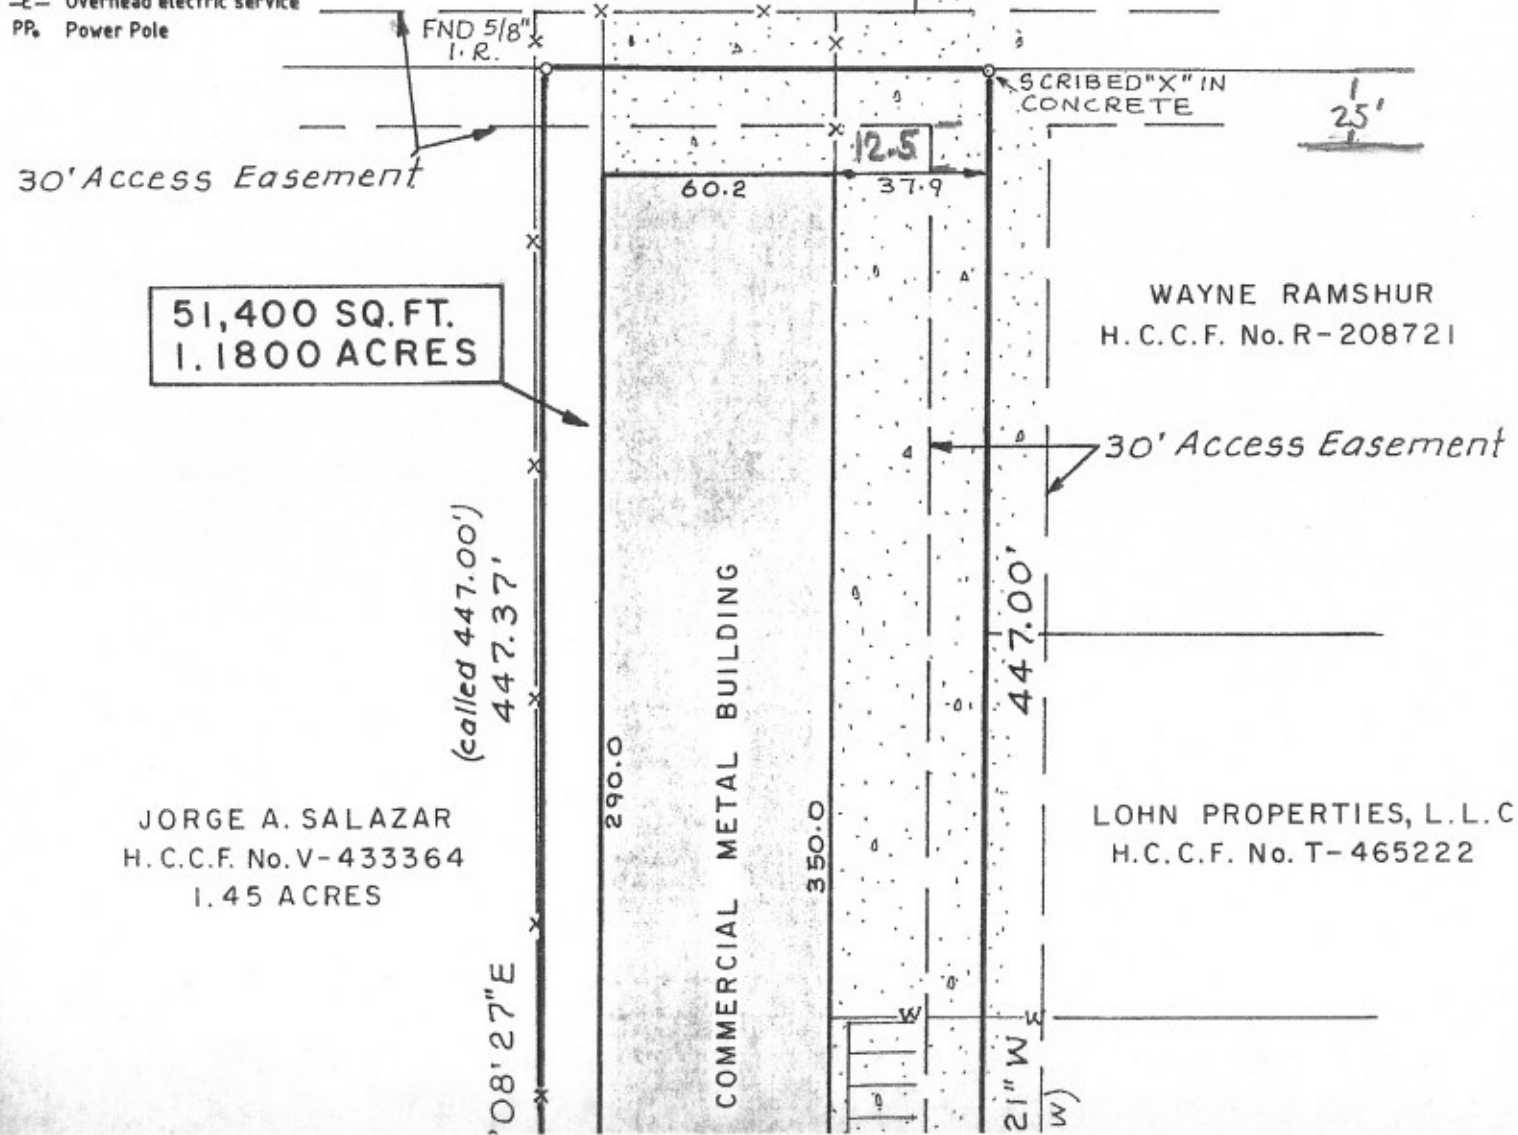 —E— Overhead electric service
PP. Power Pole
FND 5/8"
I.R.
SCRIBED "X" IN
CONCRETE
25'
12.5
30' Access Easement
60.2
37.9
51,400 SQ. FT.
1.1800 ACRES
WAYNE RAMSHUR
H.C.C.F. No. R-208721
30' Access Easement
(called 447.00')
447.37'
447.00'
COMMERCIAL METAL BUILDING
290.0
350.0
JORGE A. SALAZAR
H.C.C.F. No. V-433364
1.45 ACRES
LOHN PROPERTIES, L.L.C
H.C.C.F. No. T-465222
W
W
08' 27" E
21" W
W)